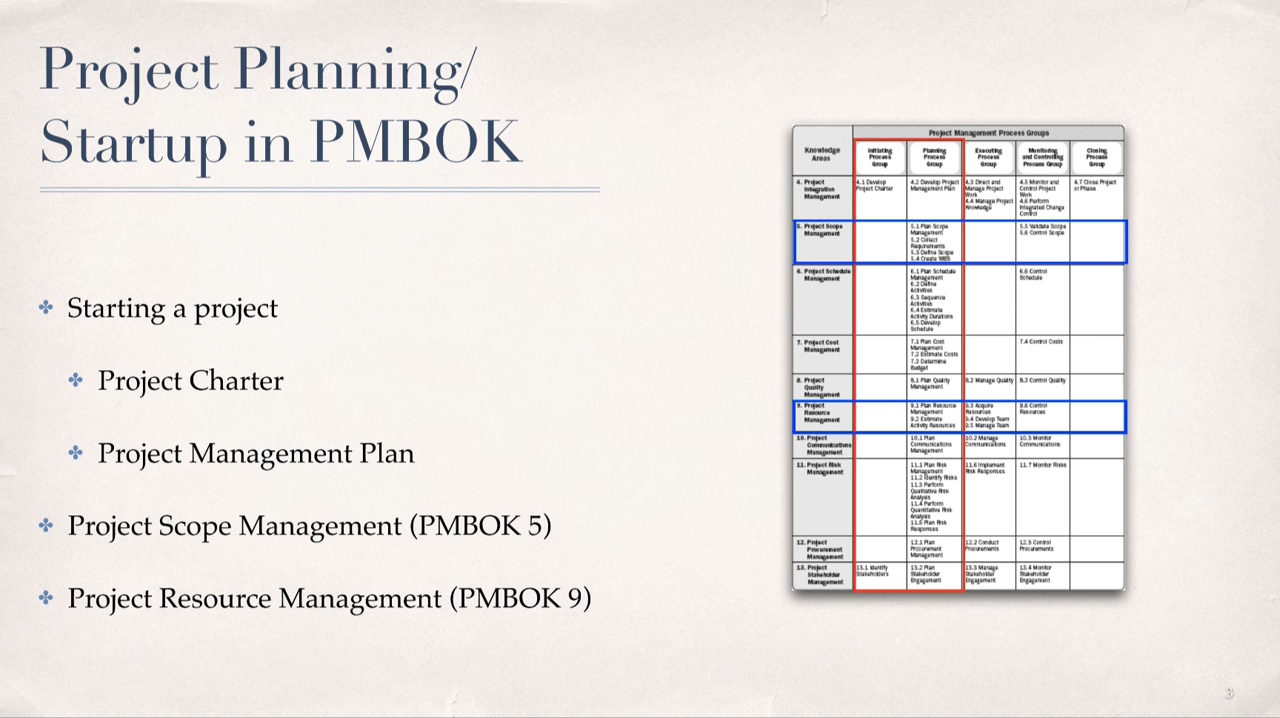 Project Planning/
Startup in PMBOK
Starting a project
Project Charter
Project Management Plan
Project Scope Management (PMBOK 5)
Project Resource Management (PMBOK 9)
Knowledge
Areas
Project Management Process Groups
Initiating
Process
Group
Planning
Process
Group
Executing
Process
Group
Monitoring
and Controlling
Process Group
Closing
Process
Group
4. Project
Integration
Management
4.1 Develop
Project Charter
4.2 Develop Project
Management Plan
4.3 Direct and
Manage Project
Work
4.4 Manage Project
Knowledge
4.5 Monitor and
Control Project
Work
4.6 Perform
Integrated Change
Control
4.7 Close Project
or Phase
5. Project Scope
Management
5.1 Plan Scope
Management
5.2 Collect
Requirements
5.3 Define Scope
5.4 Create WBS
5.5 Validate Scope
5.6 Control Scope
6. Project Schedule
Management
6.1 Plan Schedule
Management
6.2 Define
Activities
6.3 Sequence
Activities
6.4 Estimate
Activity Durations
6.5 Develop
Schedule
6.6 Control
Schedule
7. Project Cost
Management
7.1 Plan Cost
Management
7.2 Estimate Costs
7.3 Determine
Budget
7.4 Control Costs
8. Project
Quality
Management
8.1 Plan Quality
Management
8.2 Manage Quality
8.3 Control Quality
9. Project
Resource
Management
9.1 Plan Resource
Management
9.2 Estimate
Activity Resources
9.3 Acquire
Resources
9.4 Develop Team
9.5 Manage Team
9.6 Control
Resources
10. Project
Communications
Management
10.1 Plan
Communications
Management
10.2 Manage
Communications
10.3 Monitor
Communications
11. Project Risk
Management
11.1 Plan Risk
Management
11.2 Identify Risks
11.3 Perform
Qualitative Risk
Analysis
11.4 Perform
Quantitative Risk
Analysis
11.5 Plan Risk
Responses
11.6 Implement
Risk Responses
11.7 Monitor Risks
12. Project
Procurement
Management
12.1 Plan
Procurement
Management
12.2 Conduct
Procurements
12.3 Control
Procurements
13. Project
Stakeholder
Management
13.1 Identify
Stakeholders
13.2 Plan
Stakeholder
Engagement
13.3 Manage
Stakeholder
Engagement
13.4 Monitor
Stakeholder
Engagement
3